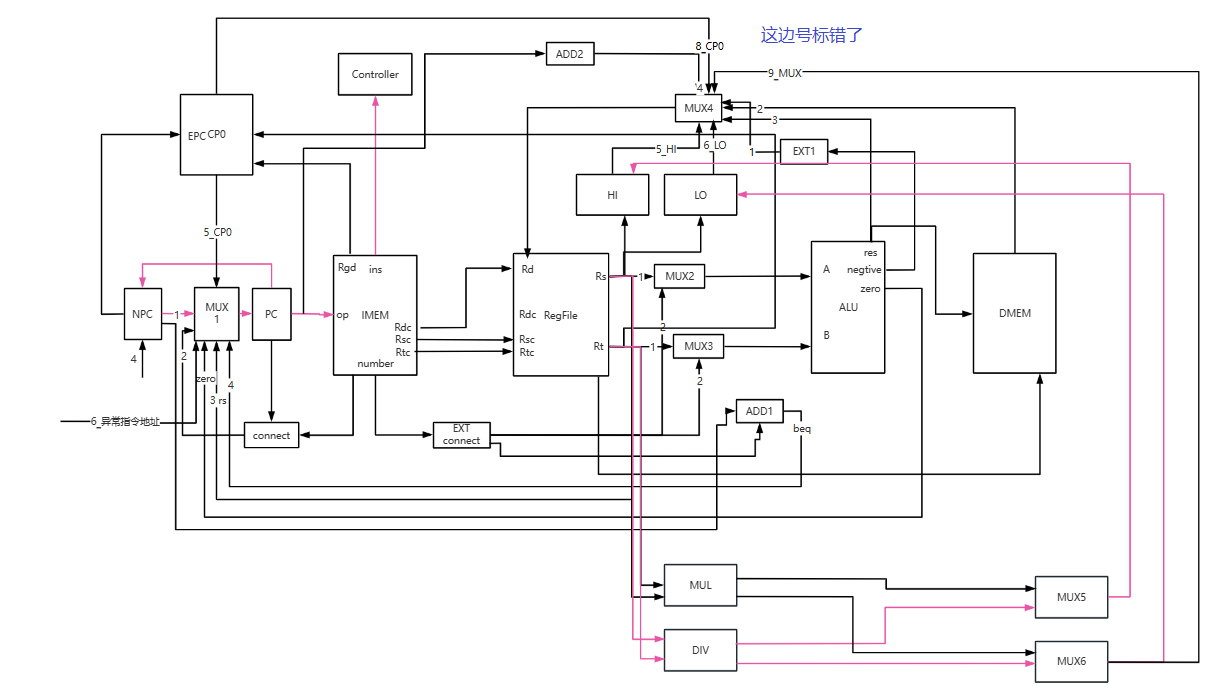 这边号标错了
8_CP0
ADD2
Controller
9_MUX
4
MUX4
2
3
EPC CP0
5_HI
6_LO
1
EXT1
HI
LO
5_CP0
Rgd
ins
Rd
Rs
1
MUX2
A
res
negtive
zero
ALU
B
DMEM
NPC
1
MUX
1
PC
op
IMEM
Rdc
Rsc
Rtc
number
Rdc
RegFile
Rsc
Rtc
Rt
2
1
MUX3
4
2
zero
4
3 rs
2
6_异常指令地址
connect
EXT
connect
ADD1
beq
MUL
MUX5
DIV
MUX6